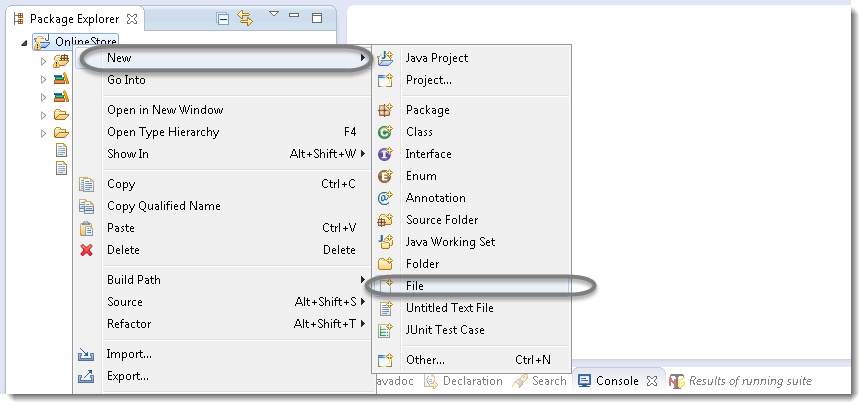 Package Explorer
OnlineStore
New
Go Into
Open in New Window
Open Type Hierarchy F4
Show In Alt+Shift+W
Copy Ctrl+C
Copy Qualified Name
Paste Ctrl+V
Delete Delete
Build Path
Source Alt+Shift+S
Refactor Alt+Shift+T
Import...
Export...
Java Project
Project...
Package
Class
Interface
Enum
Annotation
Source Folder
Java Working Set
Folder
File
Untitled Text File
JUnit Test Case
Other... Ctrl+N
avadoc Declaration Search Console Results of running suite